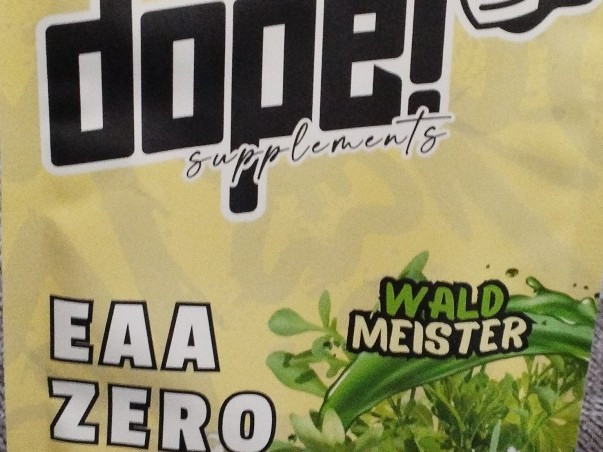 dope!
supplements
WALD
MEISTER
EAA
ZERO